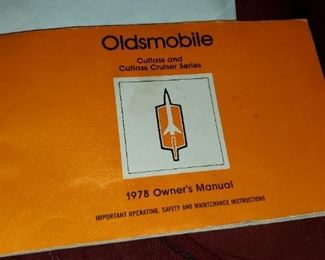 Oldsmobile
Cutlass and
Cutlass Cruiser Series
1978 Owner's Manual
IMPORTANT OPERATING, SAFETY AND MAINTENANCE INSTRUCTIONS